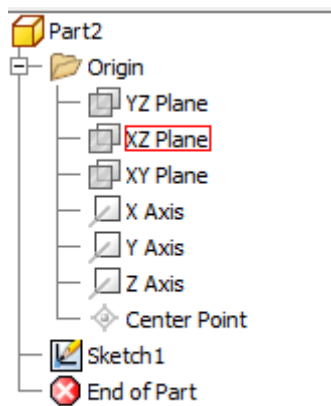 Part2
Origin
YZ Plane
XZ Plane
XY Plane
X Axis
Y Axis
Z Axis
Center Point
Sketch1
End of Part